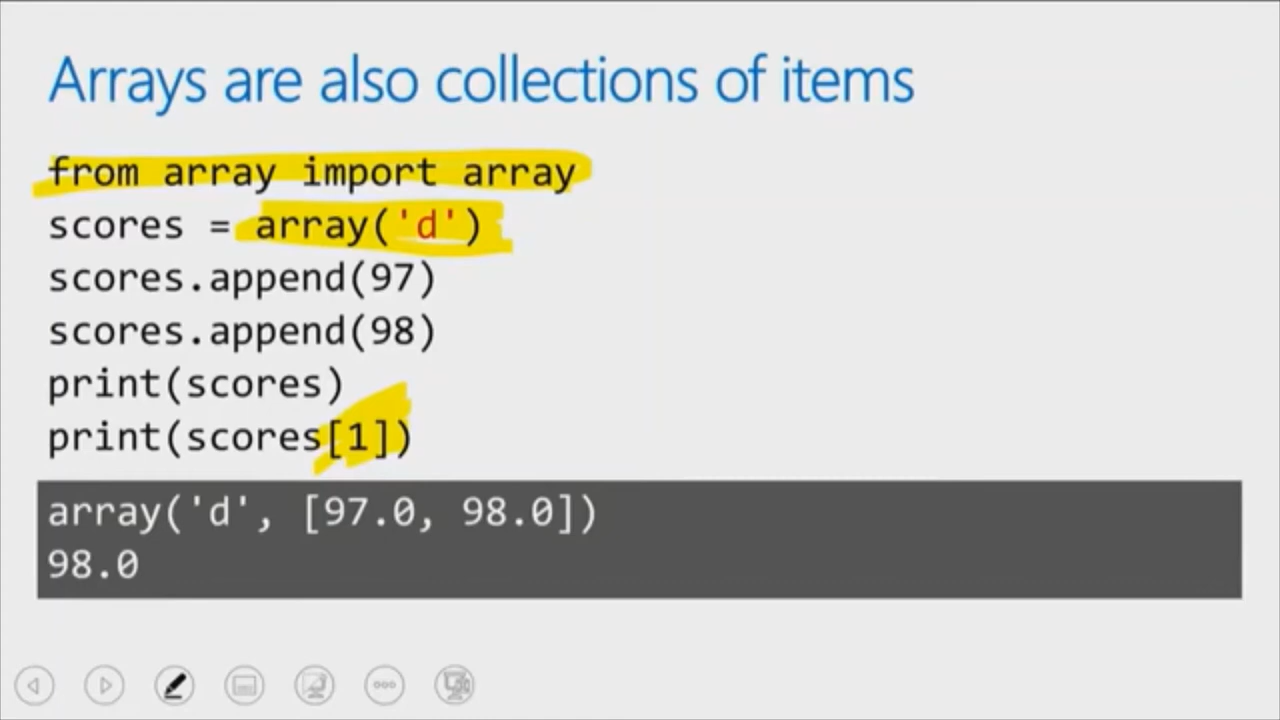 Arrays are also collections of items
from array import array
scores = array('d')
scores.append(97)
scores.append(98)
print(scores)
print(scores[1])
array('d', [97.0, 98.0])
98.0